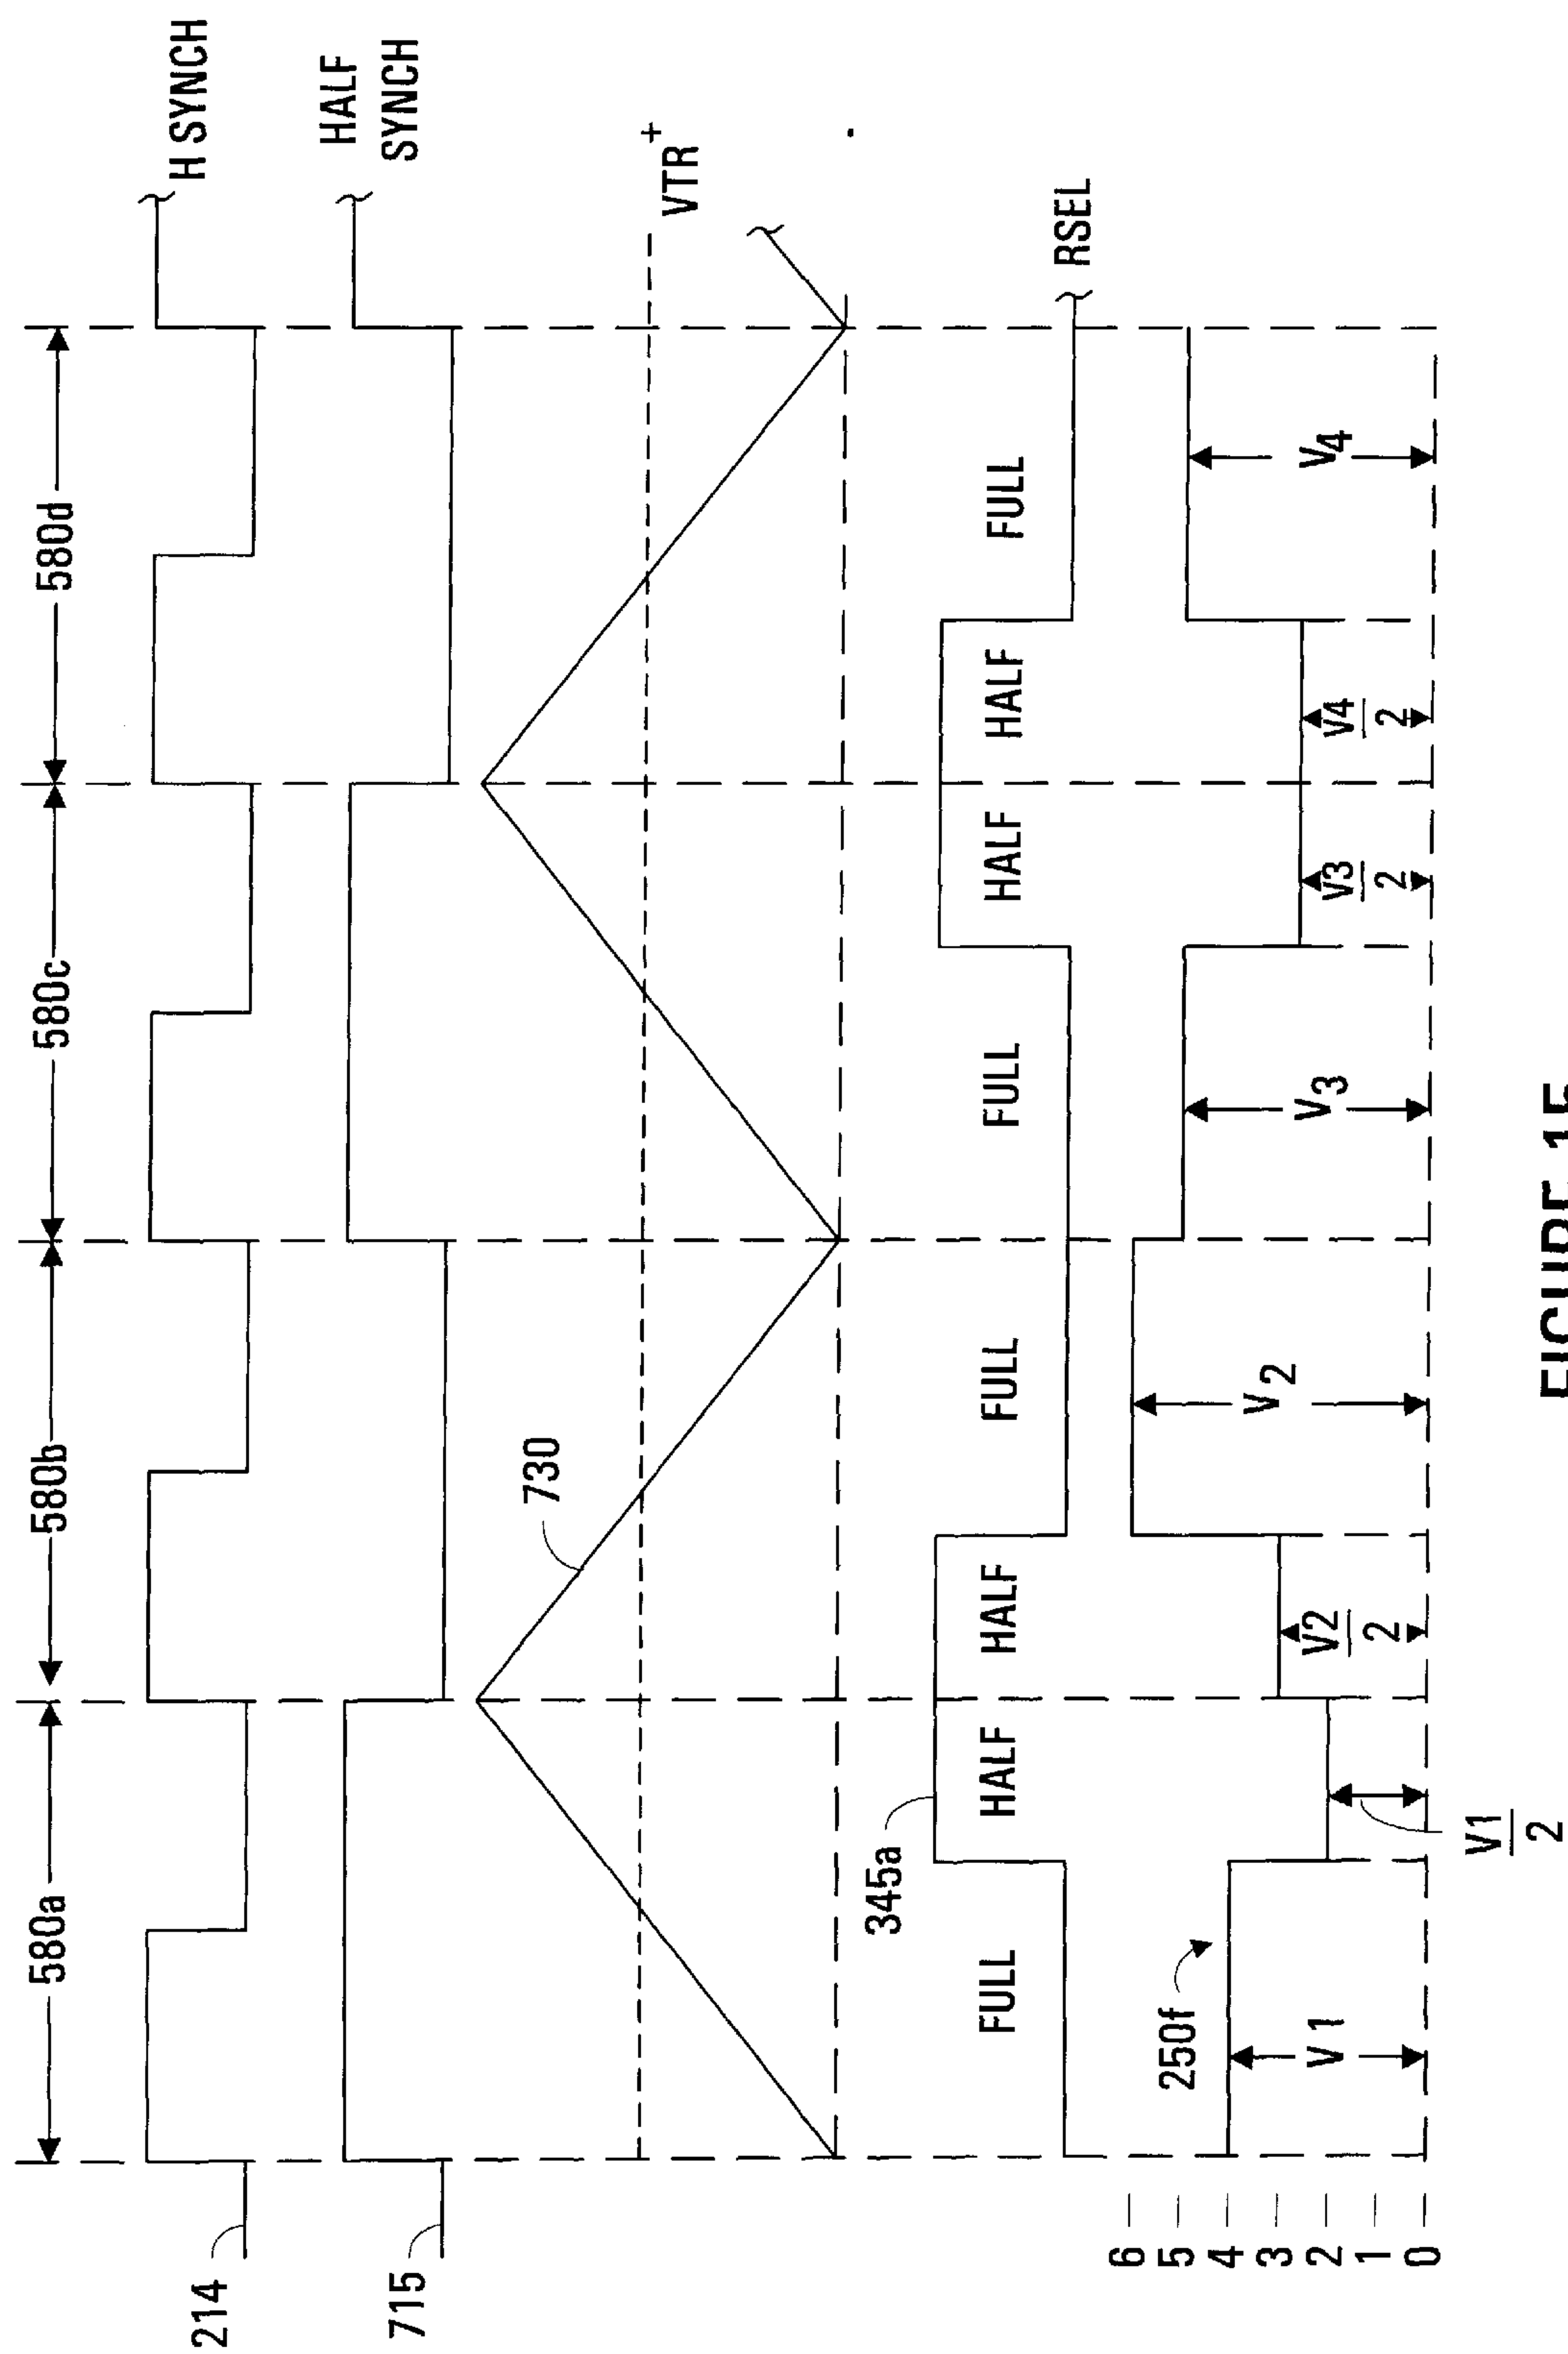 580a
580b
580c
580d
214
H SYNCH
715
HALF
SYNCH
730
VTR+
345a
FULL
HALF
HALF
FULL
FULL
HALF
HALF
FULL
RSEL
250f
6
5
4
3
2
1
0
V1
V1
2
V2
2
V2
V3
V3
2
V4
2
V4
FIGURE 15